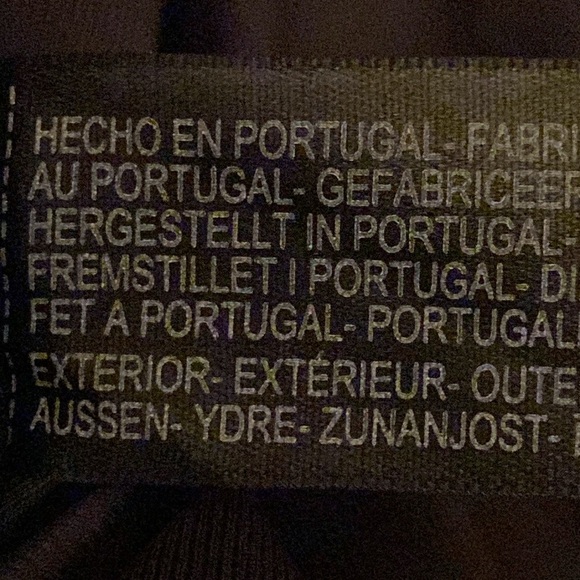 HECHO EN PORTUGAL- FABRI
AU PORTUGAL- GEFABRICEER
HERGESTELLT IN PORTUGAL-
FREMSTILLET I PORTUGAL- DI
FET A PORTUGAL- PORTUGAL
EXTERIOR- EXTÉRIEUR- OUTE
AUSSEN- YDRE- ZUNANJOST-